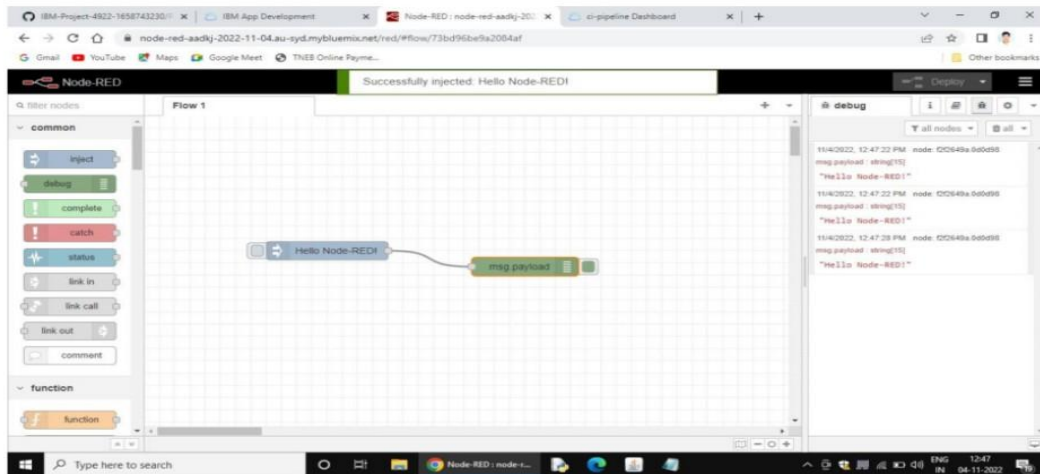 IBM-Project-4922-1658743230/
IBM App Development
Node-RED : node-red-aadkj-202
ci-pipeline Dashboard
node-red-aadkj-2022-11-04.au-syd.mybluemix.net/red/#flow/73bd96be9a2084af
Gmail
YouTube
Maps
Google Meet
TNEB Online Payme...
Other bookmarks
Node-RED
Successfully injected: Hello Node-RED!
Deploy
filter nodes
Flow 1
debug
all nodes
all
common
inject
debug
complete
catch
status
link in
link call
link out
comment
function
function
Hello Node-RED!
msg.payload
11/4/2022, 12:47:22 PM node: f2f2649a.0d0d98
msg.payload : string[15]
"Hello Node-RED!"
11/4/2022, 12:47:22 PM node: f2f2649a.0d0d98
msg.payload : string[15]
"Hello Node-RED!"
11/4/2022, 12:47:28 PM node: f2f2649a.0d0d98
msg.payload : string[15]
"Hello Node-RED!"
Type here to search
Node-RED : node-r...
ENG
IN
12:47
04-11-2022